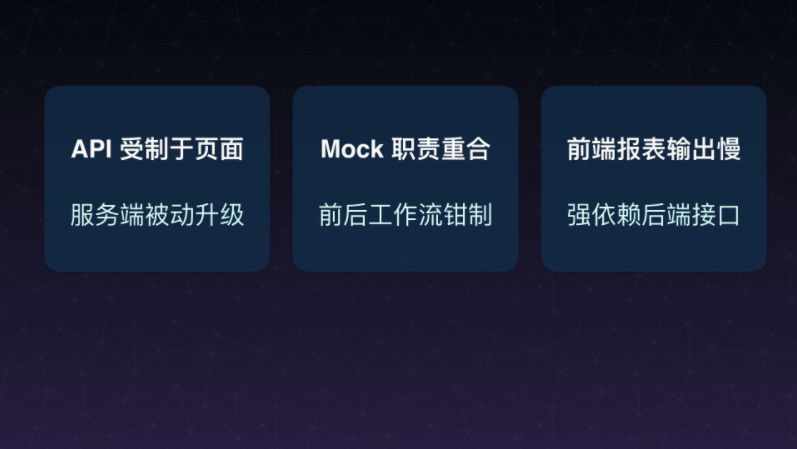 API 受制于页面
服务端被动升级
Mock 职责重合
前后工作流钳制
前端报表输出慢
强依赖后端接口